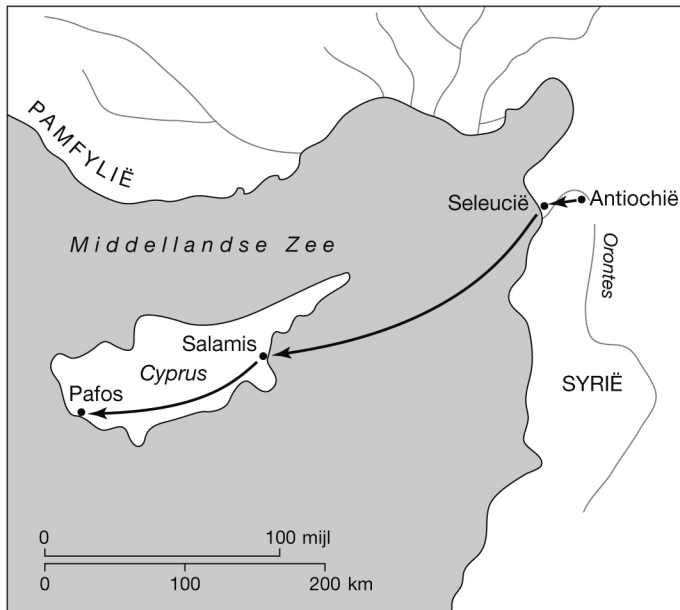 PAMFYLIË
Seleucië
Antiochië
Middellandse Zee
Orontes
Salamis
Cyprus
SYRIË
Pafos
0 100 mijl
0 100 200 km